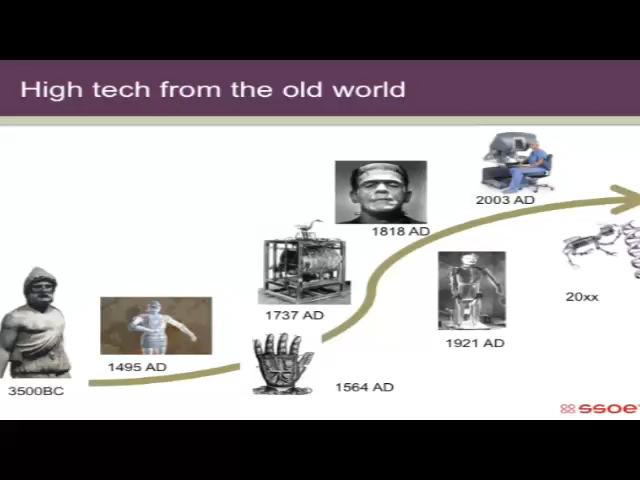 High tech from the old world
2003 AD
1818 AD
20xx
1737 AD
1921 AD
1495 AD
1564 AD
3500BC
ssoe